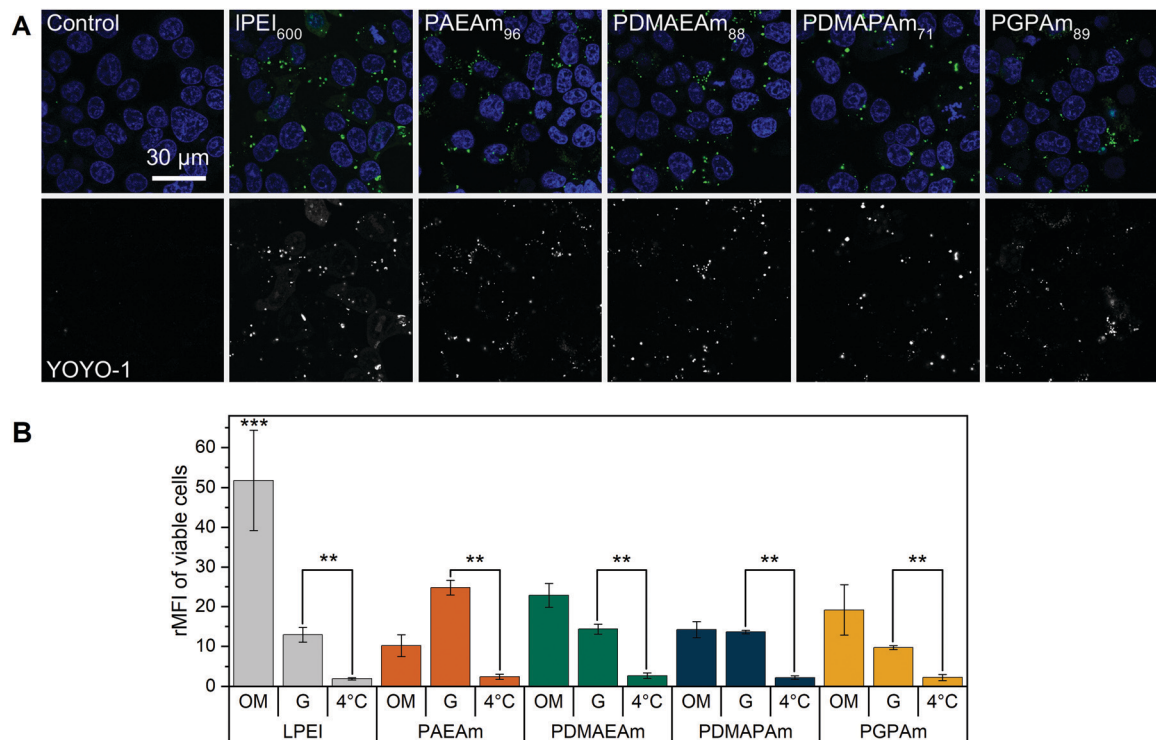 A
Control lPEI600 PAEAm96 PDMAEAm88 PDMAPAm71 PGPAm89
30 µm
YOYO-1
B
rMFI of viable cells
60
50
40
30
20
10
0
***
** ** ** ** **
OM G 4°C OM G 4°C OM G 4°C OM G 4°C OM G 4°C
LPEI PAEAm PDMAEAm PDMAPAm PGPAm